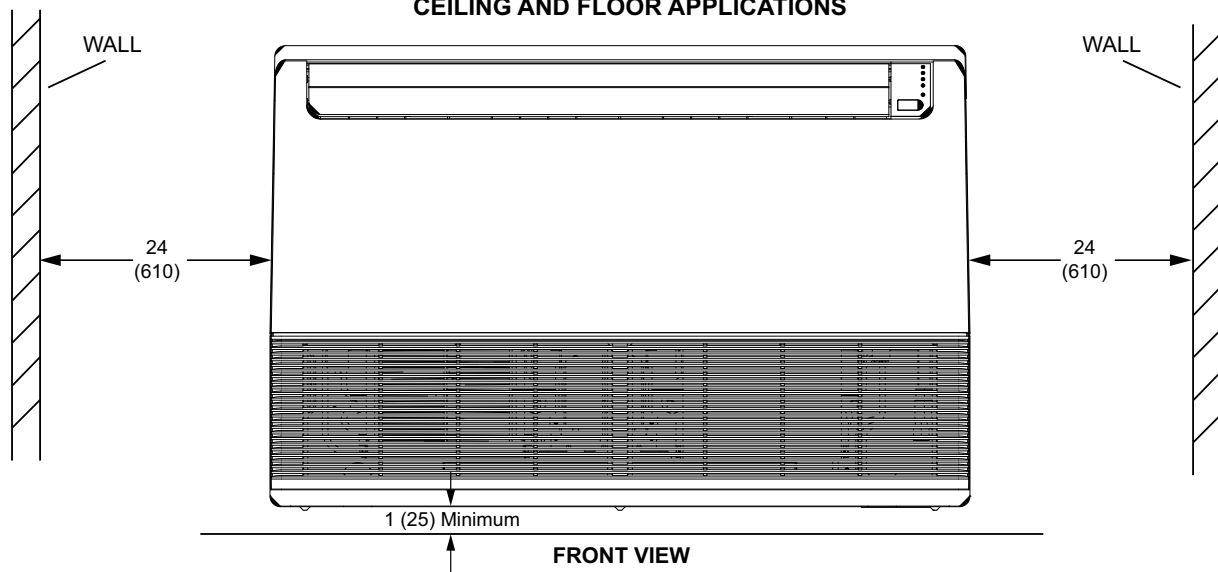 CEILING AND FLOOR APPLICATIONS
WALL
WALL
24
(610)
24
(610)
1 (25) Minimum
FRONT VIEW